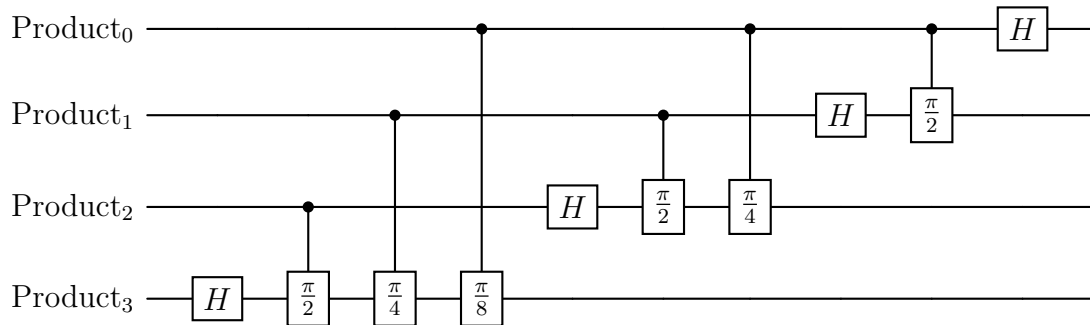 Product₀ H
Product₁ H π/2
Product₂ H π/2 π/4
Product₃ H π/2 π/4 π/8